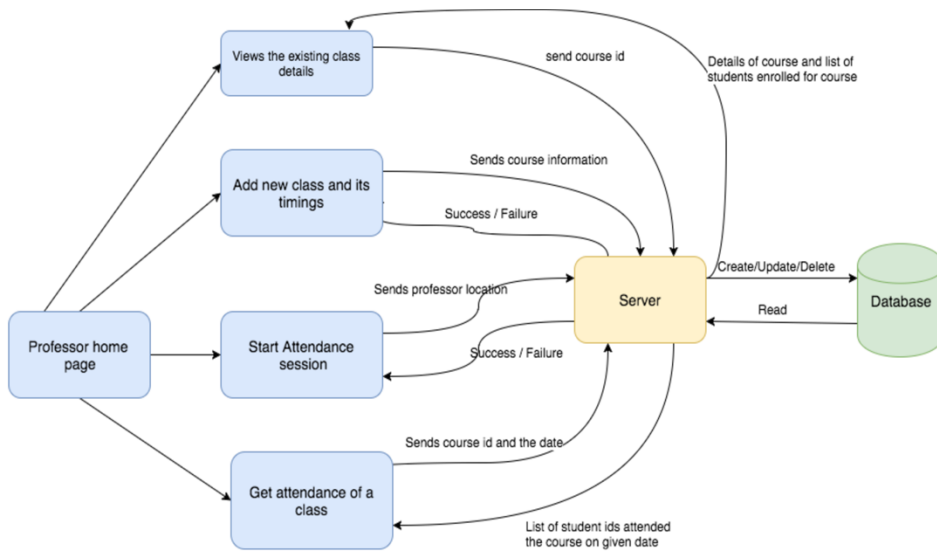 Views the existing class
details
send course id
Details of course and list of
students enrolled for course
Add new class and its
timings
Sends course information
Success / Failure
Professor home
page
Start Attendance
session
Sends professor location
Success / Failure
Server
Create/Update/Delete
Read
Database
Get attendance of a
class
Sends course id and the date
List of student ids attended
the course on given date